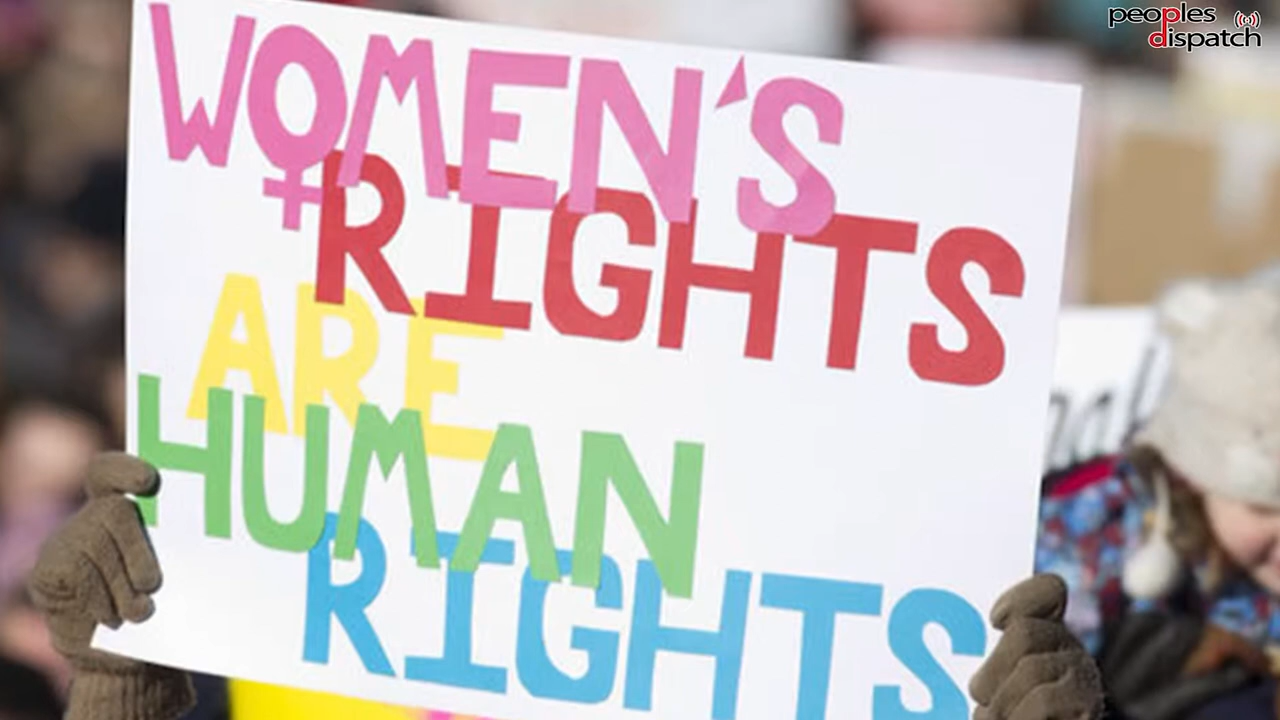 peoples
dispatch
WOMEN'S
RIGHTS
ARE
HUMAN
RIGHTS